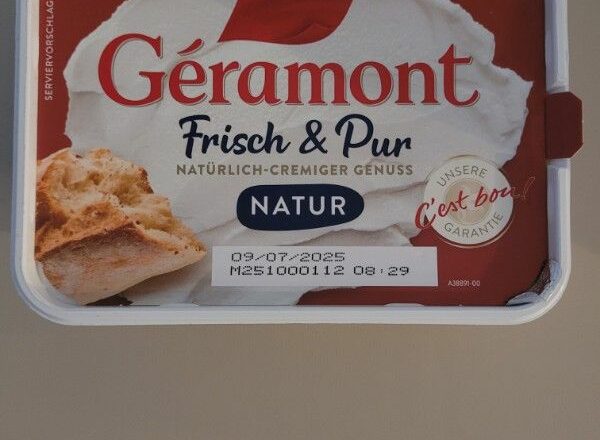 SERVIERVORSCHLAG
Géramont
Frisch & Pur
NATÜRLICH-CREMIGER GENUSS
NATUR
UNSERE
C'est bon!
GARANTIE
09/07/2025
M251000112 08:29
A38891-00